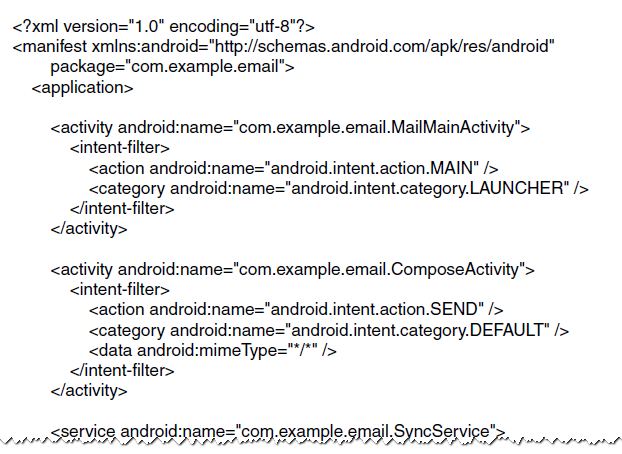 <?xml version="1.0" encoding="utf-8"?>
<manifest xmlns:android="http://schemas.android.com/apk/res/android"
package="com.example.email">
<application>
<activity android:name="com.example.email.MailMainActivity">
<intent-filter>
<action android:name="android.intent.action.MAIN" />
<category android:name="android.intent.category.LAUNCHER" />
</intent-filter>
</activity>
<activity android:name="com.example.email.ComposeActivity">
<intent-filter>
<action android:name="android.intent.action.SEND" />
<category android:name="android.intent.category.DEFAULT" />
<data android:mimeType="*/*" />
</intent-filter>
</activity>
<service android:name="com.example.email.SyncService">